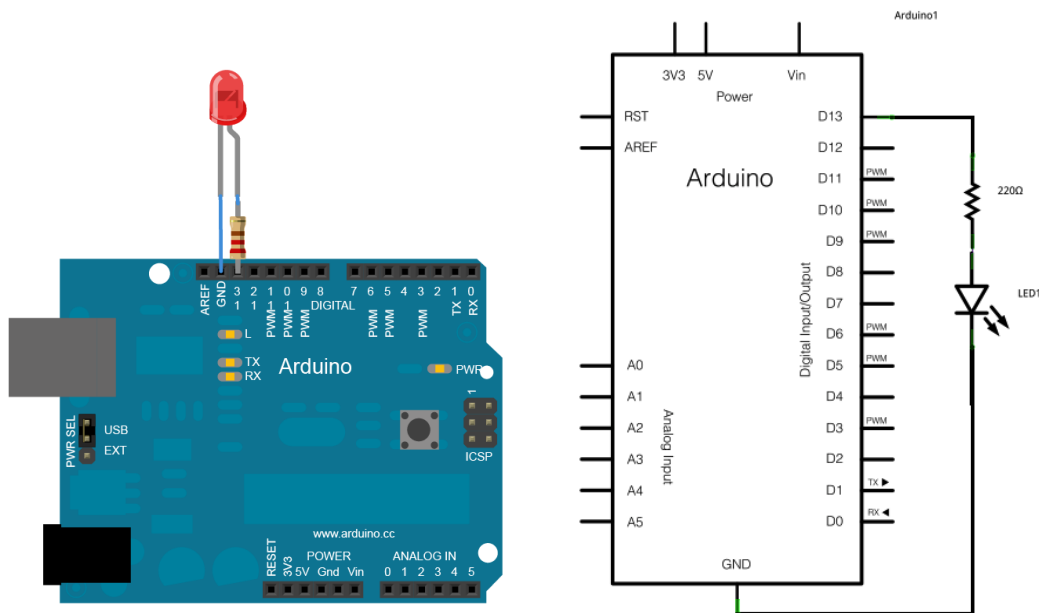 AREF
GND
13
12
PWM 11
PWM 10
PWM 9
8
DIGITAL
7
PWM 6
PWM 5
4
PWM 3
2
TX 1
RX 0
L
TX
RX
Arduino
PWR
1
ICSP
PWR SEL
USB
EXT
www.arduino.cc
POWER
RESET
3V3
5V Gnd Vin
ANALOG IN
0 1 2 3 4 5
Arduino1
3V3 5V Vin
Power
RST
AREF
Arduino
A0
A1
A2
A3
A4
A5
Analog Input
Digital Input/Output
D13
D12
D11 PWM
D10 PWM
D9 PWM
D8
D7
D6 PWM
D5 PWM
D4
D3 PWM
D2
D1 TX ▶
D0 RX ◀
GND
220Ω
LED1